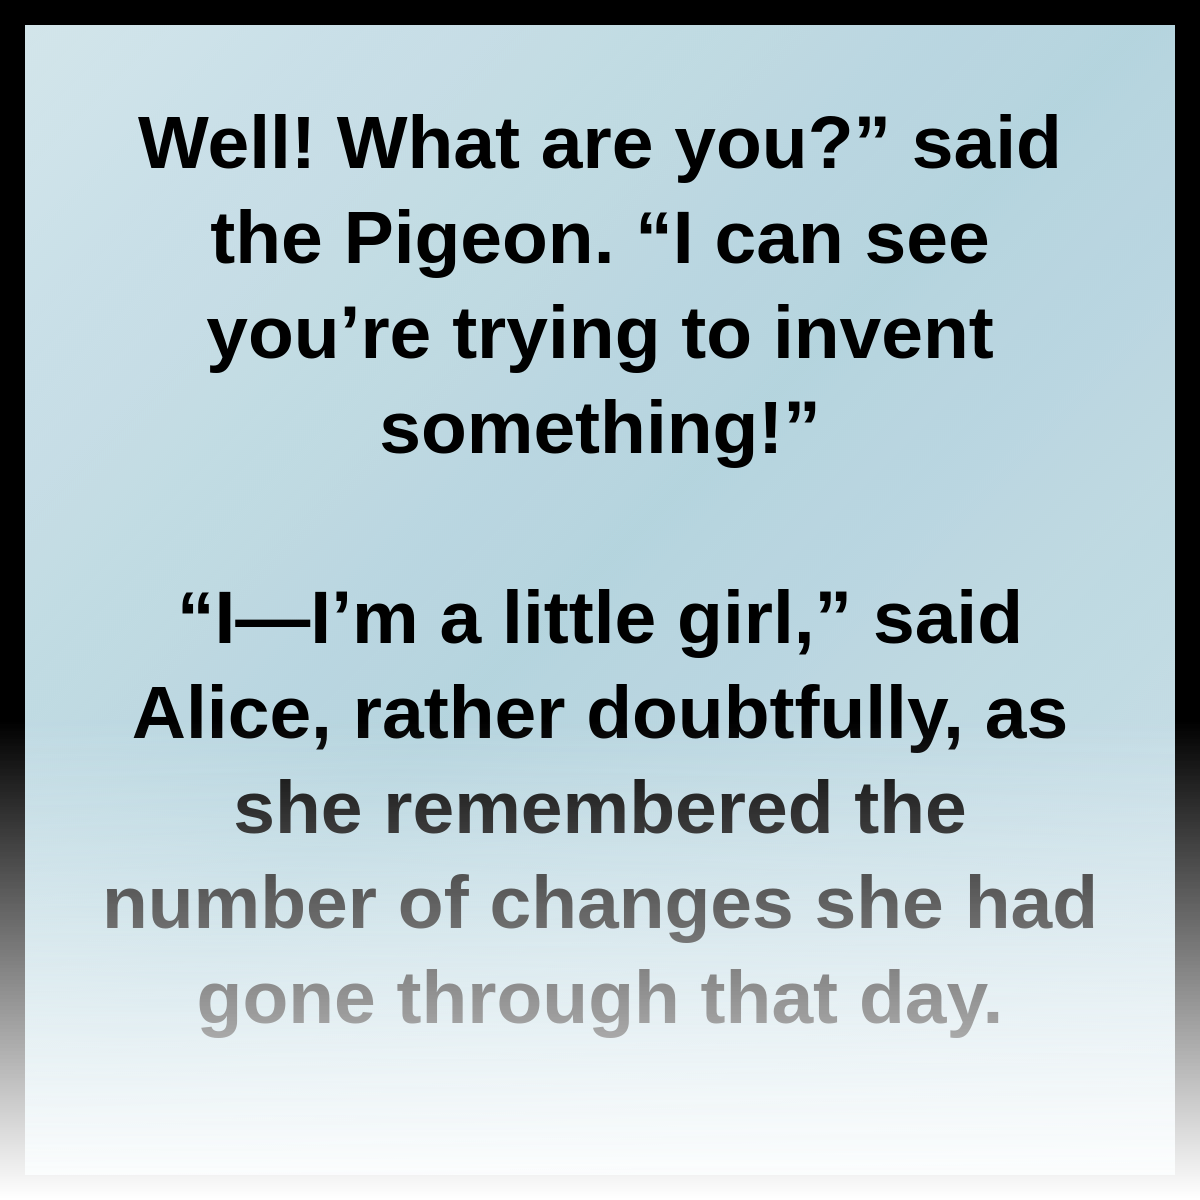 Well! What are you?” said
the Pigeon. “I can see
you’re trying to invent
something!”
“I—I’m a little girl,” said
Alice, rather doubtfully, as
she remembered the
number of changes she had
gone through that day.